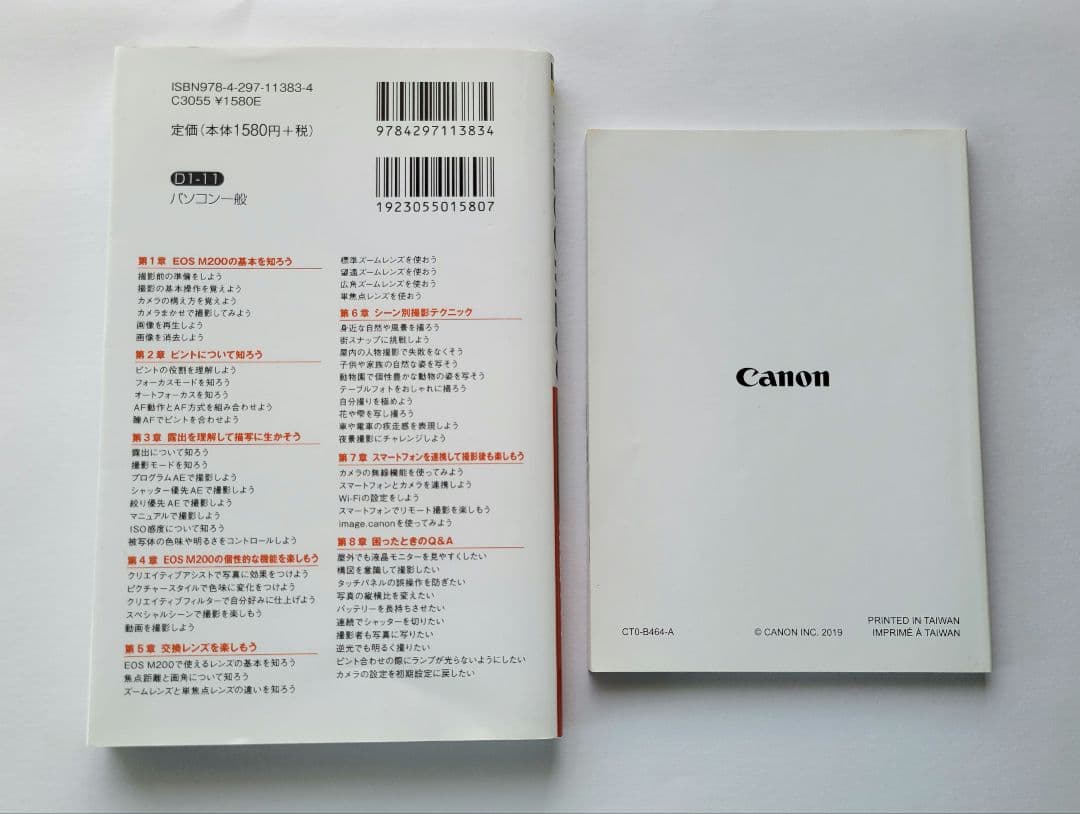 ISBN978-4-297-11383-4
C3055 ¥1580E
定価(本体1580円+税)
9784297113834
D1-11
パソコン一般
1923055015807
第1章 EOS M200の基本を知ろう
撮影前の準備をしよう
撮影の基本操作を覚えよう
カメラの構え方を覚えよう
カメラまかせで撮影してみよう
画像を再生しよう
画像を消去しよう
第2章 ピントについて知ろう
ピントの役割を理解しよう
フォーカスモードを知ろう
オートフォーカスを知ろう
AF動作とAF方式を組み合わせよう
瞳AFでピントを合わせよう
第3章 露出を理解して描写に生かそう
露出について知ろう
撮影モードを知ろう
プログラムAEで撮影しよう
シャッター優先AEで撮影しよう
絞り優先AEで撮影しよう
マニュアルで撮影しよう
ISO感度について知ろう
被写体の色味や明るさをコントロールしよう
第4章 EOS M200の個性的な機能を楽しもう
クリエイティブアシストで写真に効果をつけよう
ピクチャースタイルで色味に変化をつけよう
クリエイティブフィルターで自分好みに仕上げよう
スペシャルシーンで撮影を楽しもう
動画を撮影しよう
第5章 交換レンズを楽しもう
EOS M200で使えるレンズの基本を知ろう
焦点距離と画角について知ろう
ズームレンズと単焦点レンズの違いを知ろう
標準ズームレンズを使おう
望遠ズームレンズを使おう
広角ズームレンズを使おう
単焦点レンズを使おう
第6章 シーン別撮影テクニック
身近な自然や風景を撮ろう
街スナップに挑戦しよう
屋内の人物撮影で失敗をなくそう
子供や家族の自然な姿を写そう
動物園で個性豊かな動物の姿を写そう
テーブルフォトをおしゃれに撮ろう
自分撮りを極めよう
花や雫を写し撮ろう
車や電車の疾走感を表現しよう
夜景撮影にチャレンジしよう
第7章 スマートフォンを連携して撮影後も楽しもう
カメラの無線機能を使ってみよう
スマートフォンとカメラを連携しよう
Wi-Fiの設定をしよう
スマートフォンでリモート撮影を楽しもう
image.canonを使ってみよう
第8章 困ったときのQ&A
屋外でも液晶モニターを見やすくしたい
構図を意識して撮影したい
タッチパネルの誤操作を防ぎたい
写真の縦横比を変えたい
バッテリーを長持ちさせたい
連続でシャッターを切りたい
撮影者も写真に写りたい
逆光でも明るく撮りたい
ピント合わせの際にランプが光らないようにしたい
カメラの設定を初期設定に戻したい
Canon
CT0-B464-A
© CANON INC. 2019
PRINTED IN TAIWAN
IMPRIMÉ À TAIWAN